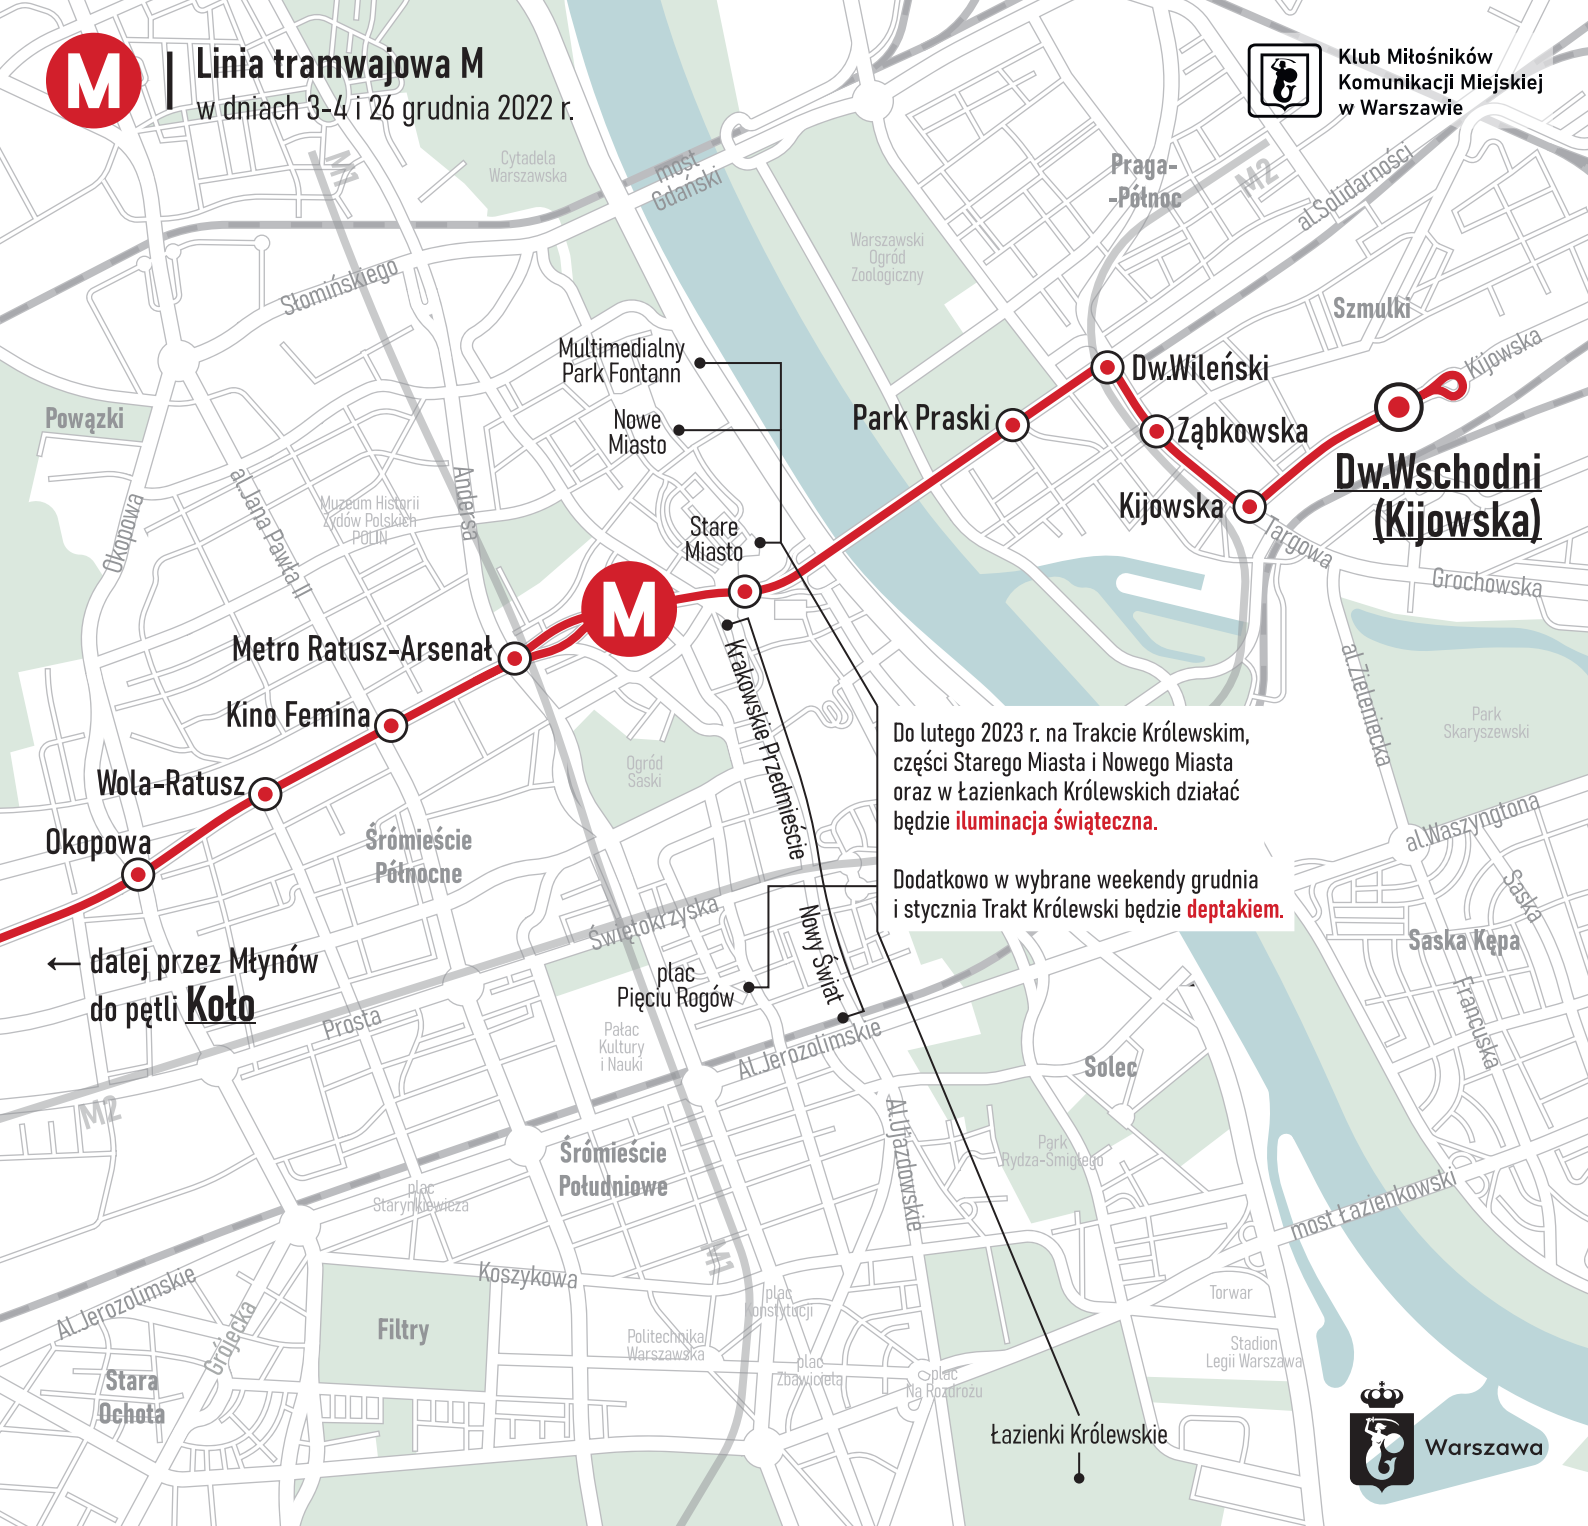 M
Linia tramwajowa M
w dniach 3-4 i 26 grudnia 2022 r.
Klub Miłośników
Komunikacji Miejskiej
w Warszawie
Cytadela
Warszawska
M1
most
Gdański
Praga-
-Północ
M2
al.Solidarności
Warszawski
Ogród
Zoologiczny
Słomińskiego
Szmulki
Kijowska
Multimedialny
Park Fontann
Dw.Wileński
Powązki
Nowe
Miasto
Park Praski
Ząbkowska
Dw.Wschodni
(Kijowska)
al.Jana Pawła II
Andersa
Muzeum Historii
Żydów Polskich
POLIN
Okopowa
Stare
Miasto
Kijowska
Targowa
Grochowska
M
Metro Ratusz-Arsenał
Kino Femina
Wola-Ratusz
Okopowa
Krakowskie Przedmieście
al.Zieleniecka
Park
Skaryszewski
Ogród
Saski
Do lutego 2023 r. na Trakcie Królewskim,
części Starego Miasta i Nowego Miasta
oraz w Łazienkach Królewskich działać
będzie iluminacja świąteczna.
Dodatkowo w wybrane weekendy grudnia
i stycznia Trakt Królewski będzie deptakiem.
al.Waszyngtona
Śrómieście
Północne
Saska
Saska Kępa
Francuska
Świętokrzyska
Nowy Świat
← dalej przez Młynów
do pętli Koło
plac
Pięciu Rogów
Prosta
Pałac
Kultury
i Nauki
Al.Jerozolimskie
Solec
M2
Al.Ujazdowskie
Park
Rydza-Śmigłego
Śrómieście
Południowe
plac
Starynkiewicza
most Łazienkowski
M1
Koszykowa
Al.Jerozolimskie
Grójecka
Filtry
plac
Konstytucji
Torwar
Politechnika
Warszawska
Stadion
Legii Warszawa
plac
Zbawiciela
plac
Na Rozdrożu
Stara
Ochota
Łazienki Królewskie
Warszawa